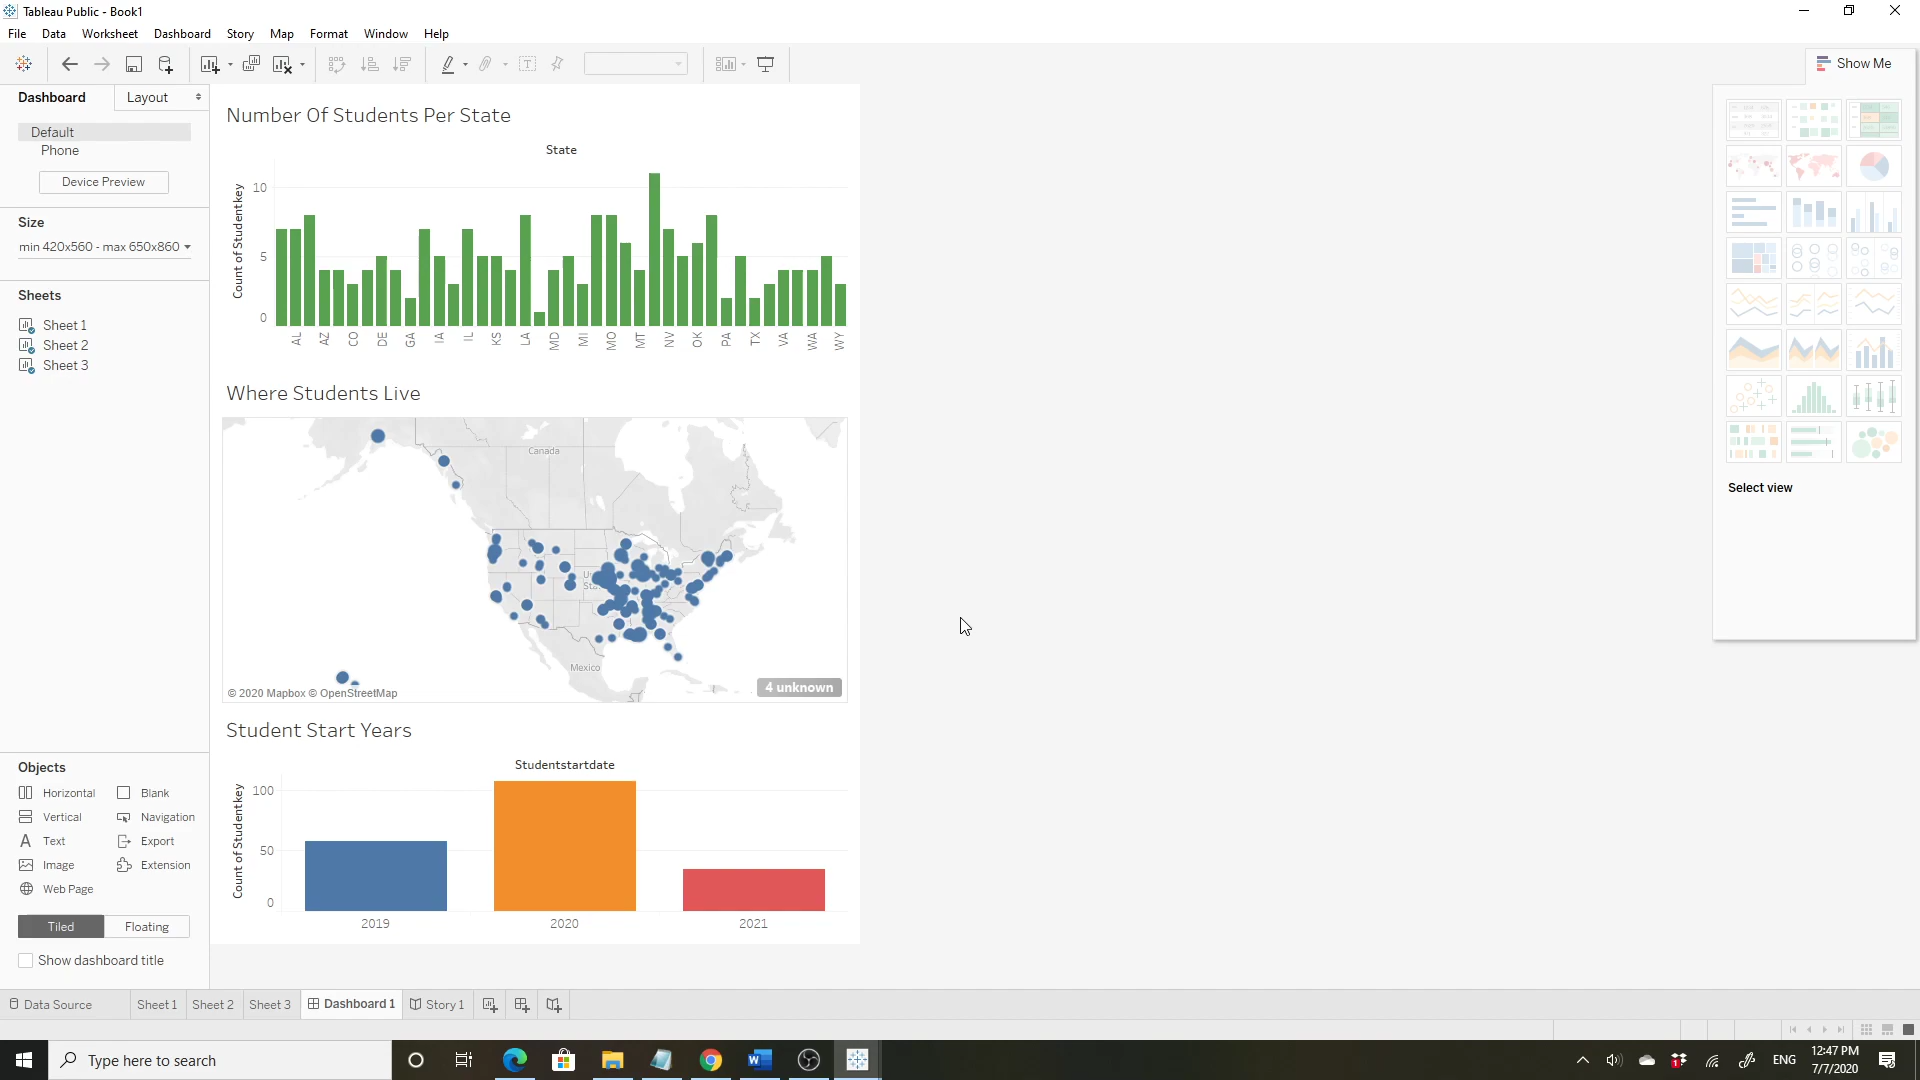 Tableau Public - Book1
File Data Worksheet Dashboard Story Map Format Window Help
Show Me
Dashboard Layout
Default
Phone
Device Preview
Size
min 420x560 - max 650x860
Sheets
Sheet 1
Sheet 2
Sheet 3
Objects
Horizontal Blank
Vertical Navigation
Text Export
Image Extension
Web Page
Tiled Floating
Show dashboard title
Number Of Students Per State
State
Count of Studentkey
10
5
0
AL AZ CO DE GA IA IL KS LA MD MI MO MT NV OK PA TX VA WA WY
Where Students Live
Canada
Mexico
© 2020 Mapbox © OpenStreetMap
4 unknown
Student Start Years
Studentstartdate
Count of Studentkey
100
50
0
2019 2020 2021
Select view
Data Source Sheet 1 Sheet 2 Sheet 3 Dashboard 1 Story 1
Type here to search
ENG
12:47 PM
7/7/2020